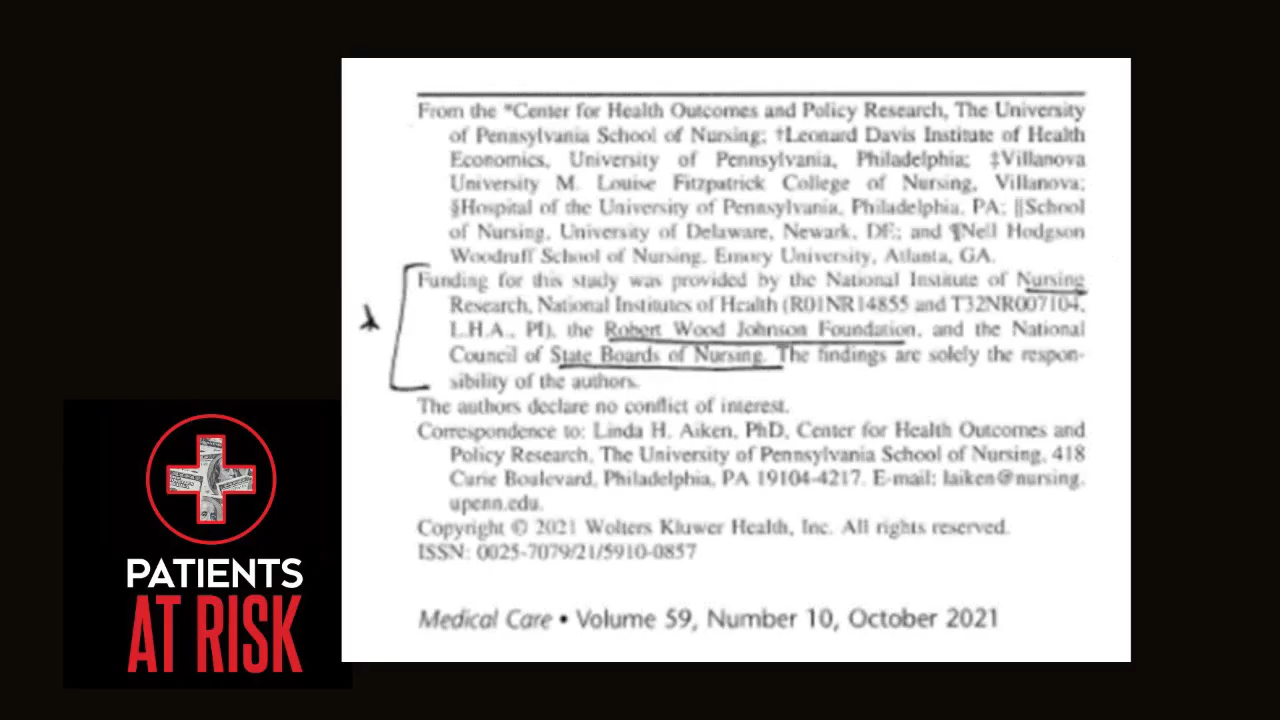 From the *Center for Health Outcomes and Policy Research, The University
of Pennsylvania School of Nursing; †Leonard Davis Institute of Health
Economics, University of Pennsylvania, Philadelphia; ‡Villanova
University M. Louise Fitzpatrick College of Nursing, Villanova;
§Hospital of the University of Pennsylvania, Philadelphia, PA; ||School
of Nursing, University of Delaware, Newark, DE; and ¶Nell Hodgson
Woodruff School of Nursing, Emory University, Atlanta, GA.
Funding for this study was provided by the National Institute of Nursing
Research, National Institutes of Health (R01NR14855 and T32NR007104,
L.H.A., PI), the Robert Wood Johnson Foundation, and the National
Council of State Boards of Nursing. The findings are solely the respon-
sibility of the authors.
The authors declare no conflict of interest.
Correspondence to: Linda H. Aiken, PhD, Center for Health Outcomes and
Policy Research, The University of Pennsylvania School of Nursing, 418
Curie Boulevard, Philadelphia, PA 19104-4217. E-mail: laiken@nursing.
upenn.edu.
Copyright © 2021 Wolters Kluwer Health, Inc. All rights reserved.
ISSN: 0025-7079/21/5910-0857
Medical Care • Volume 59, Number 10, October 2021
PATIENTS
AT RISK